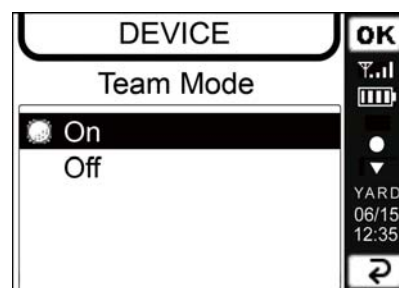 DEVICE
Team Mode
On
Off
OK
YARD
06/15
12:35